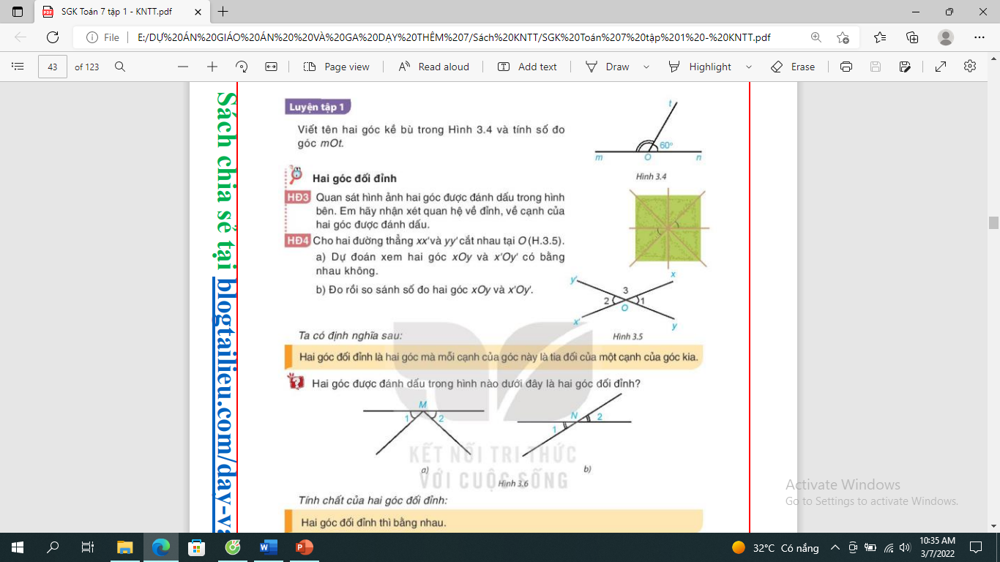 SGK Toán 7 tập 1 - KNTT.pdf
File
E:/DỰ%20ÁN%20GIÁO%20ÁN%20%20VÀ%20GA%20DẠY%20THÊM%207/Sách%20KNTT/SGK%20Toán%207%20tập%201%20-%20KNTT.pdf
43 of 123
Page view
Read aloud
Add text
Draw
Highlight
Erase
Sách chia sẻ tại blogtailieu.com/day-va
Luyện tập 1
Viết tên hai góc kề bù trong Hình 3.4 và tính số đo
góc mOt.
t
60°
m O n
Hình 3.4
Hai góc đối đỉnh
HĐ3 Quan sát hình ảnh hai góc được đánh dấu trong hình
bên. Em hãy nhận xét quan hệ về đỉnh, về cạnh của
hai góc được đánh dấu.
HĐ4 Cho hai đường thẳng xx' và yy' cắt nhau tại O (H.3.5).
a) Dự đoán xem hai góc xOy và x'Oy' có bằng
nhau không.
b) Đo rồi so sánh số đo hai góc xOy và x'Oy'.
y' x
3
2 1
O
x' y
Hình 3.5
Ta có định nghĩa sau:
Hai góc đối đỉnh là hai góc mà mỗi cạnh của góc này là tia đối của một cạnh của góc kia.
Hai góc được đánh dấu trong hình nào dưới đây là hai góc đối đỉnh?
M
1 2
a)
N 2
1
b)
Hình 3.6
KẾT NỐI TRI THỨC
VỚI CUỘC SỐNG
Tính chất của hai góc đối đỉnh:
Hai góc đối đỉnh thì bằng nhau.
Activate Windows
Go to Settings to activate Windows.
32°C Có nắng
10:35 AM
3/7/2022